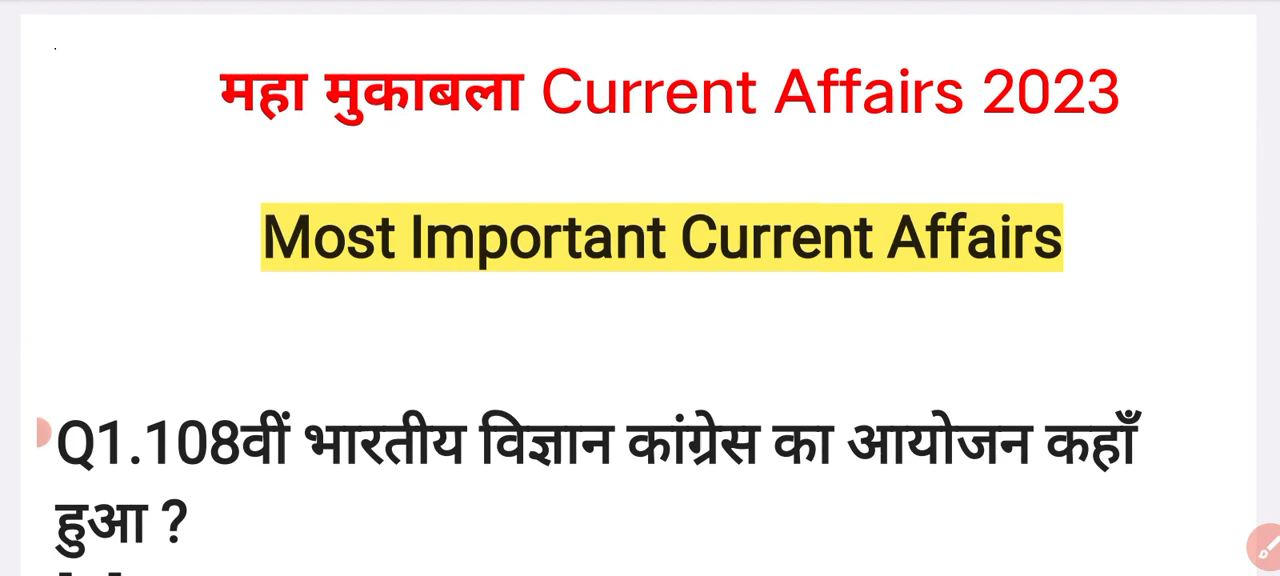 महा मुकाबला Current Affairs 2023
Most Important Current Affairs
Q1.108वीं भारतीय विज्ञान कांग्रेस का आयोजन कहाँ
हुआ ?